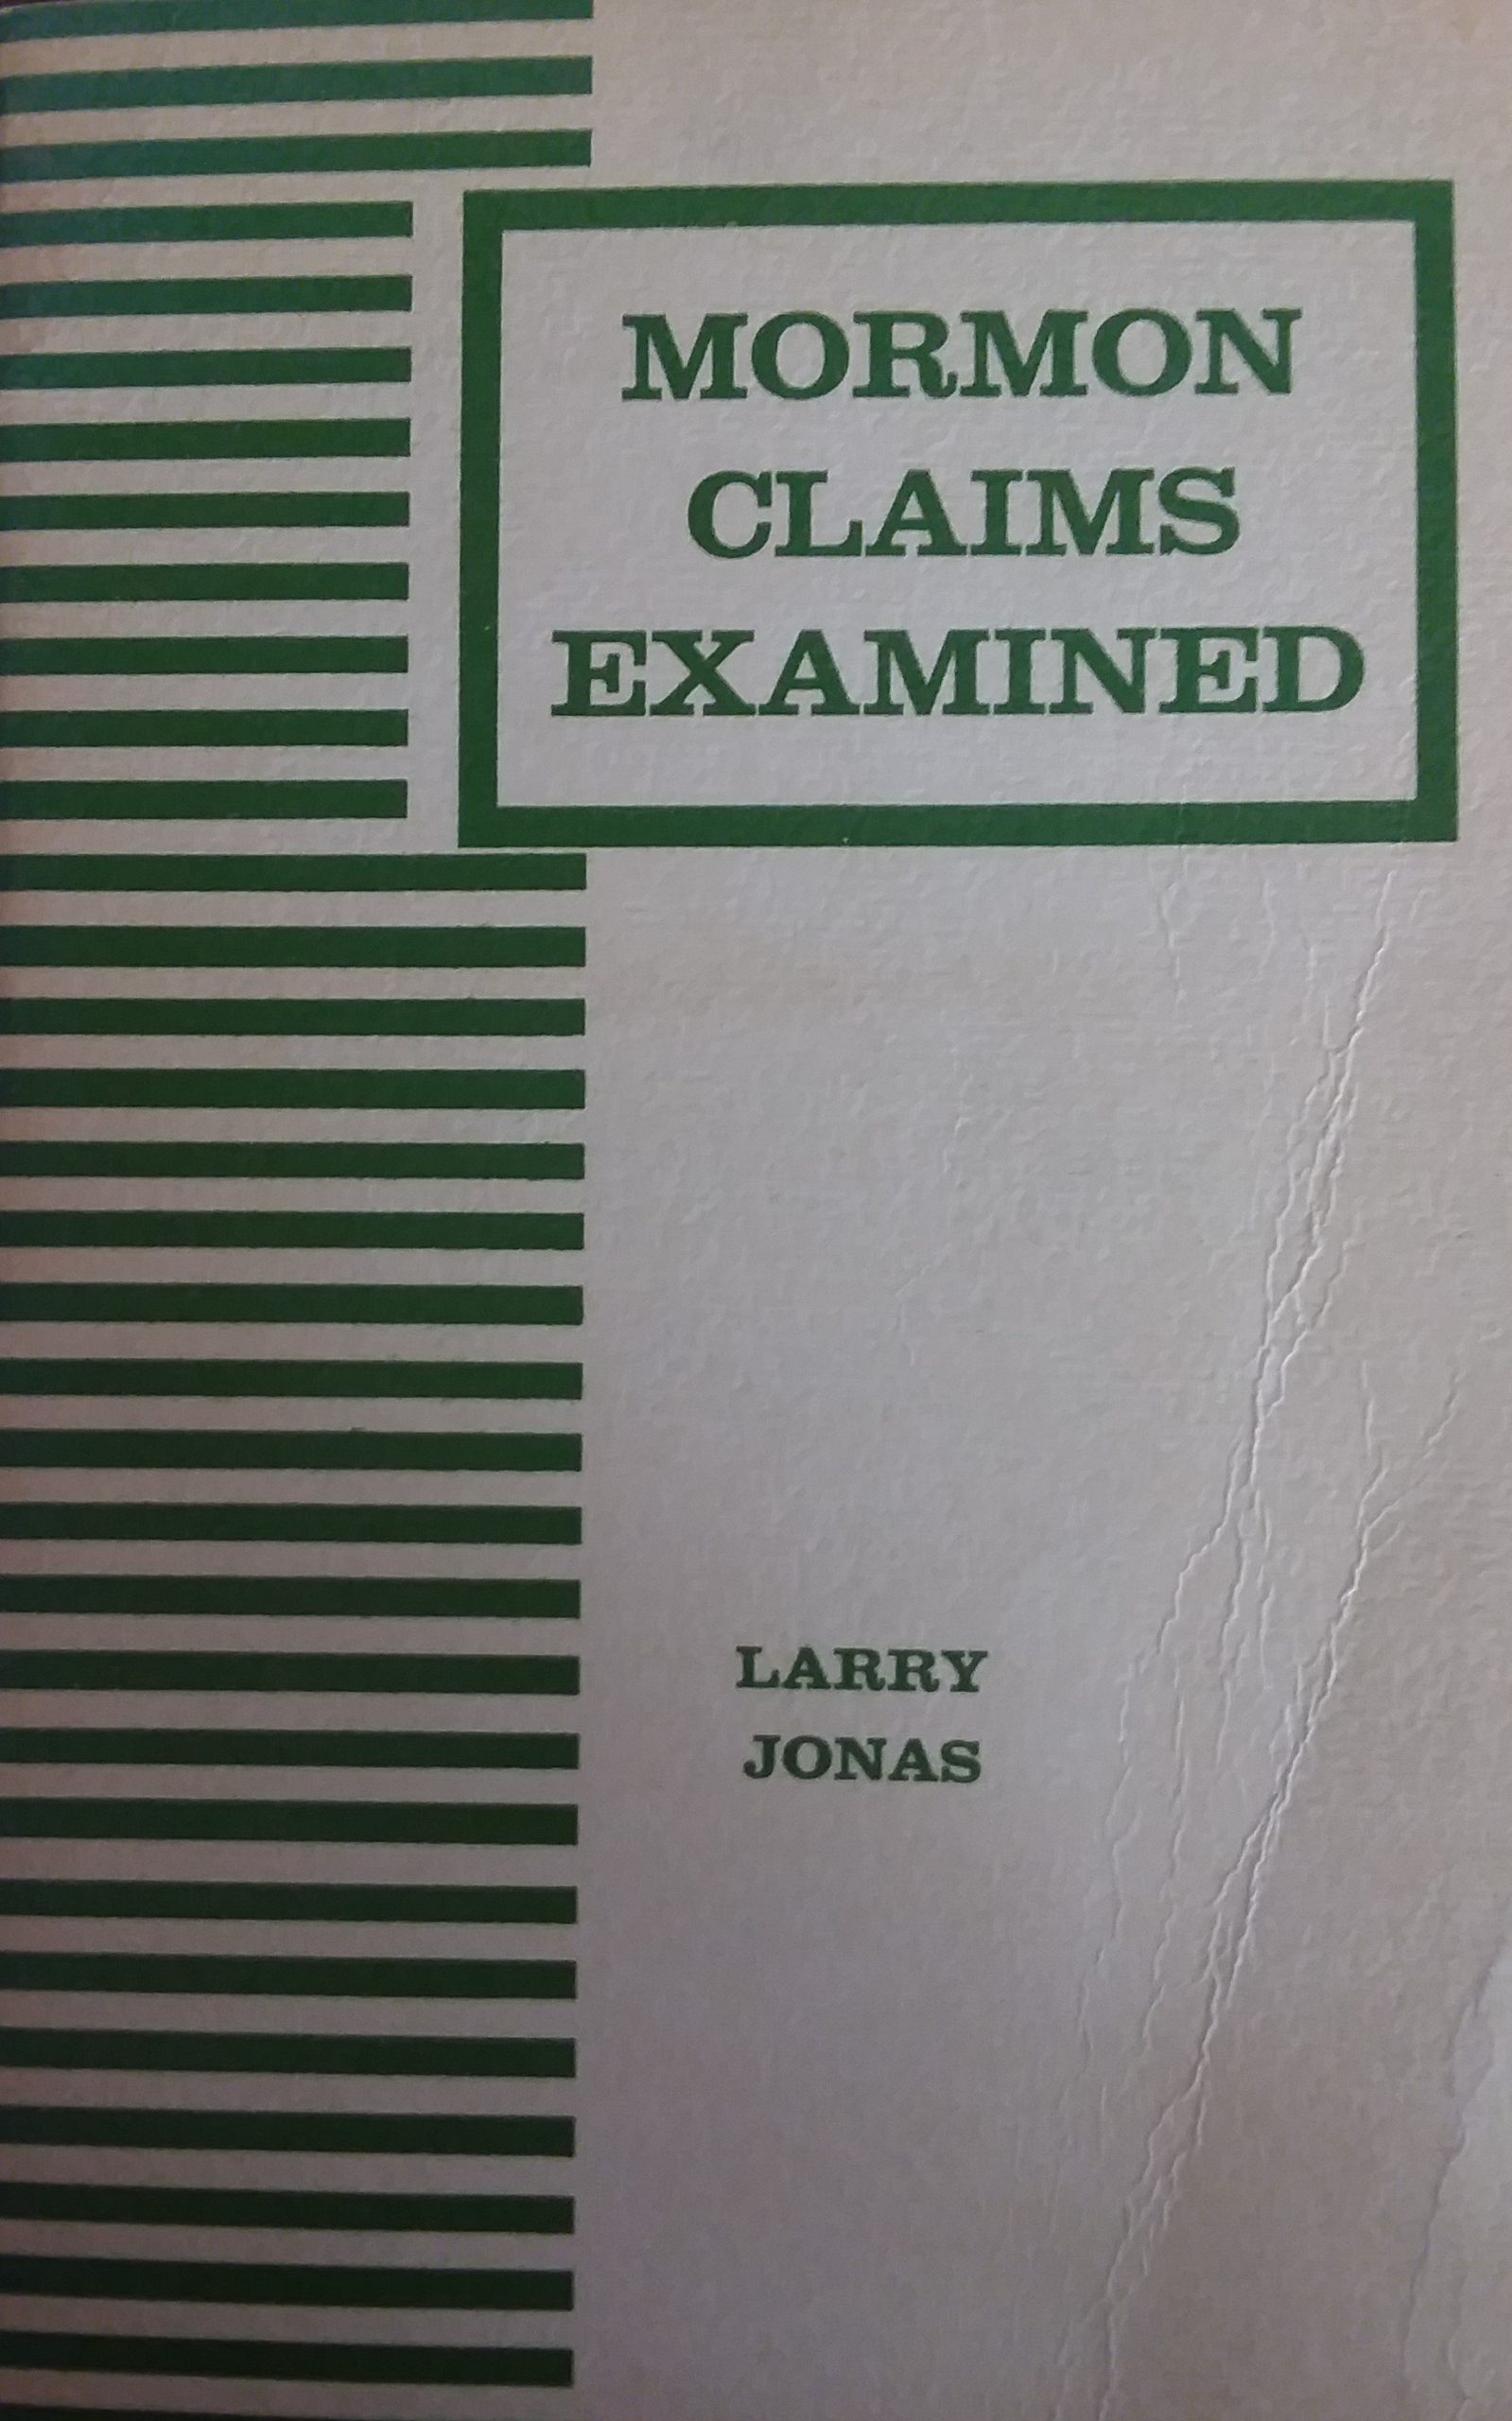 MORMON
CLAIMS
EXAMINED
LARRY
JONAS